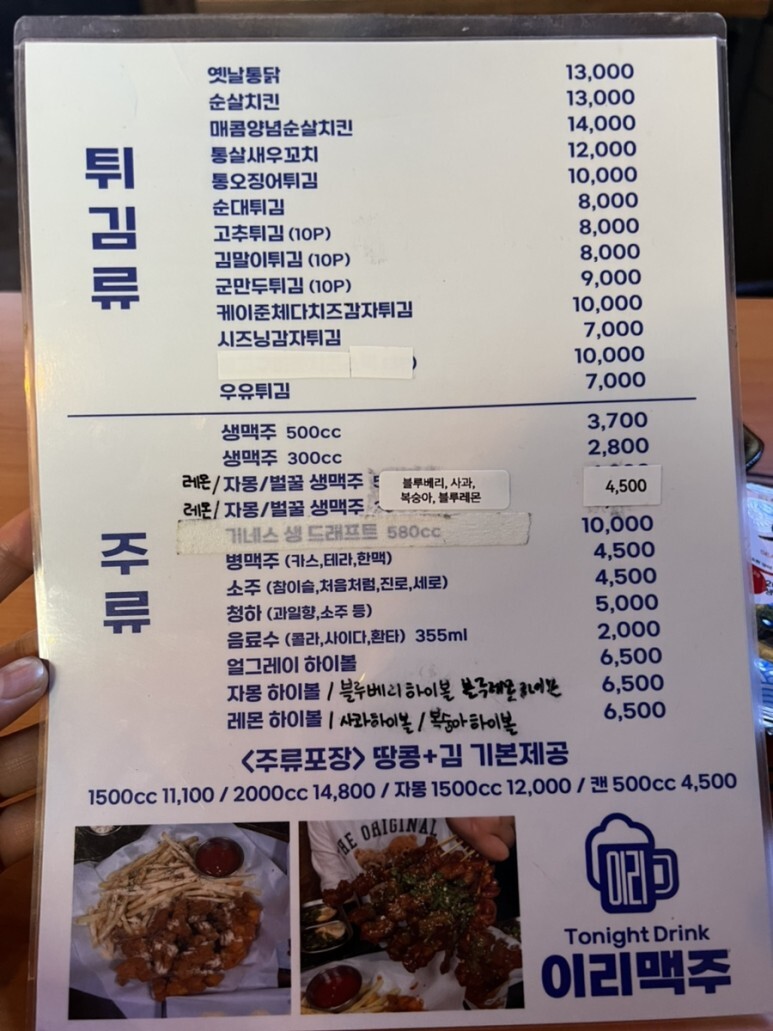 튀김류
옛날통닭 13,000
순살치킨 13,000
매콤양념순살치킨 14,000
통살새우꼬치 12,000
통오징어튀김 10,000
순대튀김 8,000
고추튀김 (10P) 8,000
김말이튀김 (10P) 8,000
군만두튀김 (10P) 9,000
케이준체다치즈감자튀김 10,000
시즈닝감자튀김 7,000
10,000
우유튀김 7,000
주류
생맥주 500cc 3,700
생맥주 300cc 2,800
레몬/자몽/벌꿀 생맥주
블루베리, 사과,
복숭아, 블루레몬
4,500
레몬/자몽/벌꿀 생맥주
기네스 생 드래프트 580cc 10,000
병맥주 (카스,테라,한맥) 4,500
소주 (참이슬,처음처럼,진로,세로) 4,500
청하 (과일향,소주 등) 5,000
음료수 (콜라,사이다,환타) 355ml 2,000
얼그레이 하이볼 6,500
자몽 하이볼 / 블루베리하이볼 6,500
레몬 하이볼 / 사과하이볼 / 복숭아하이볼 6,500
<주류포장> 땅콩+김 기본제공
1500cc 11,100 / 2000cc 14,800 / 자몽 1500cc 12,000 / 캔 500cc 4,500
THE ORIGINAL
이리
Tonight Drink
이리맥주